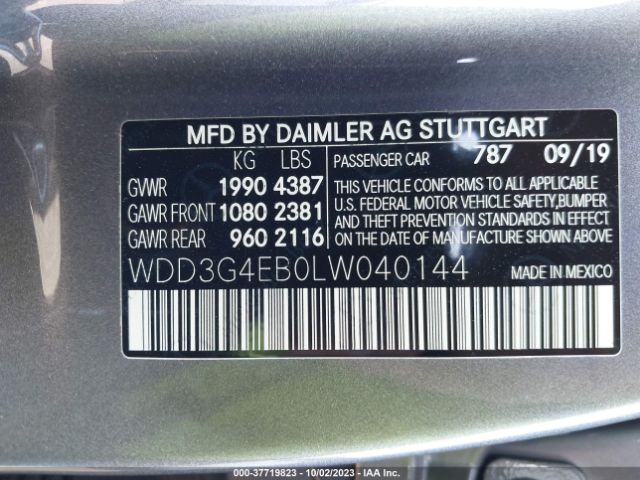 MFD BY DAIMLER AG STUTTGART
KG LBS
GVWR 1990 4387
GAWR FRONT 1080 2381
GAWR REAR 960 2116
PASSENGER CAR 787 09/19
THIS VEHICLE CONFORMS TO ALL APPLICABLE
U.S. FEDERAL MOTOR VEHICLE SAFETY,BUMPER
AND THEFT PREVENTION STANDARDS IN EFFECT
ON THE DATE OF MANUFACTURE SHOWN ABOVE.
WDD3G4EB0LW040144 MADE IN MEXICO
000-37719823 - 10/02/2023 - IAA Inc.